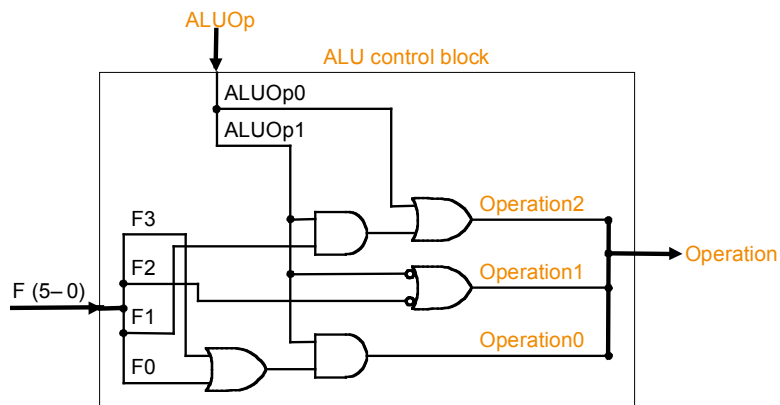 ALUOp
ALU control block
ALUOp0
ALUOp1
F3
Operation2
Operation
F2
Operation1
F (5– 0)
F1
Operation0
F0